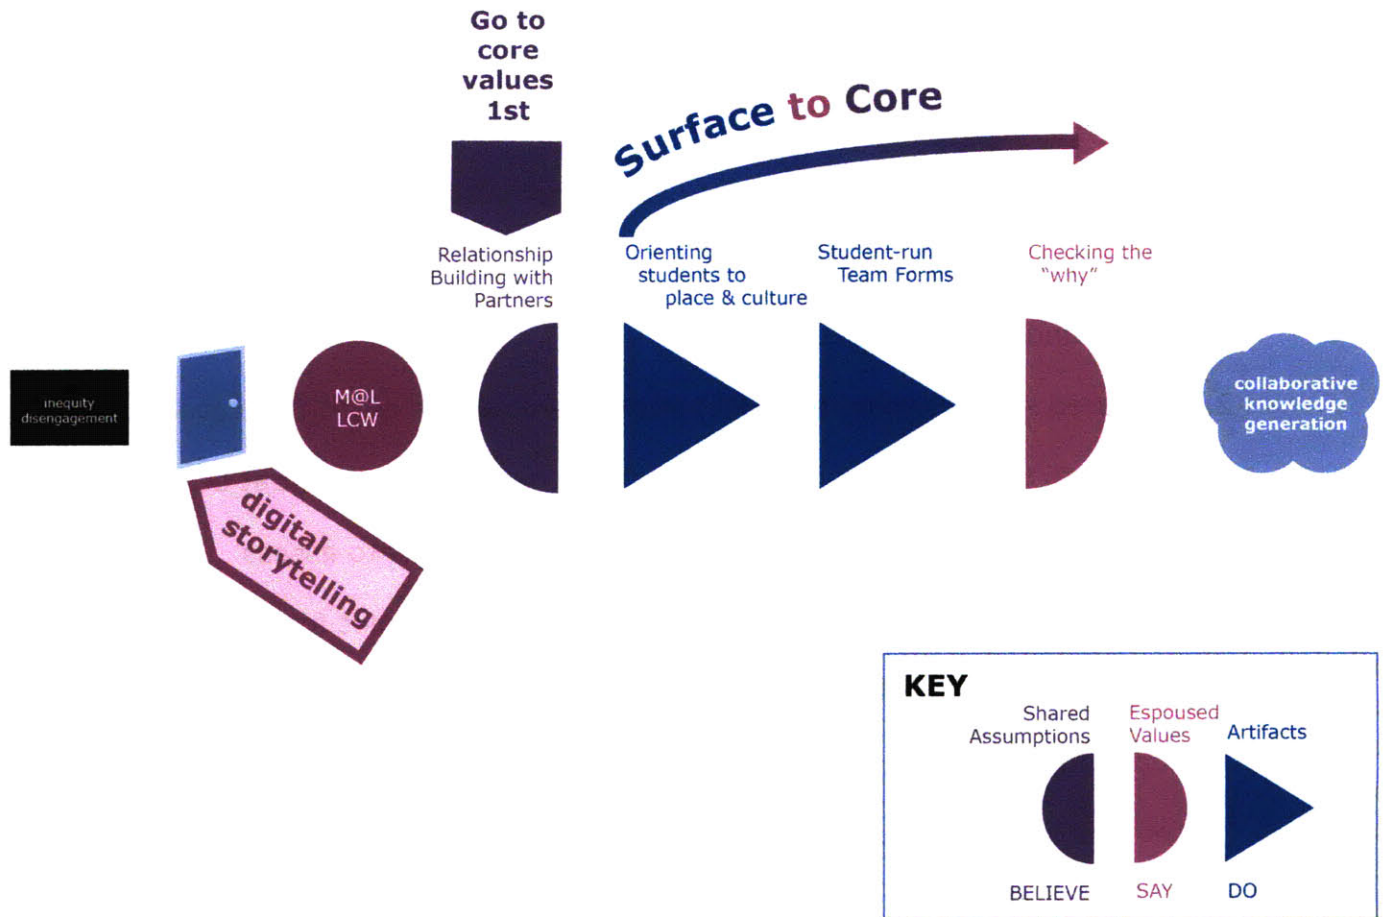 Go to
core
values
1st
Surface to Core
Relationship
Building with
Partners
Orienting
students to
place & culture
Student-run
Team Forms
Checking the
"why"
inequity
disengagement
M@L
LCW
collaborative
knowledge
generation
digital
storytelling
KEY
Shared
Assumptions
Espoused
Values
Artifacts
BELIEVE
SAY
DO